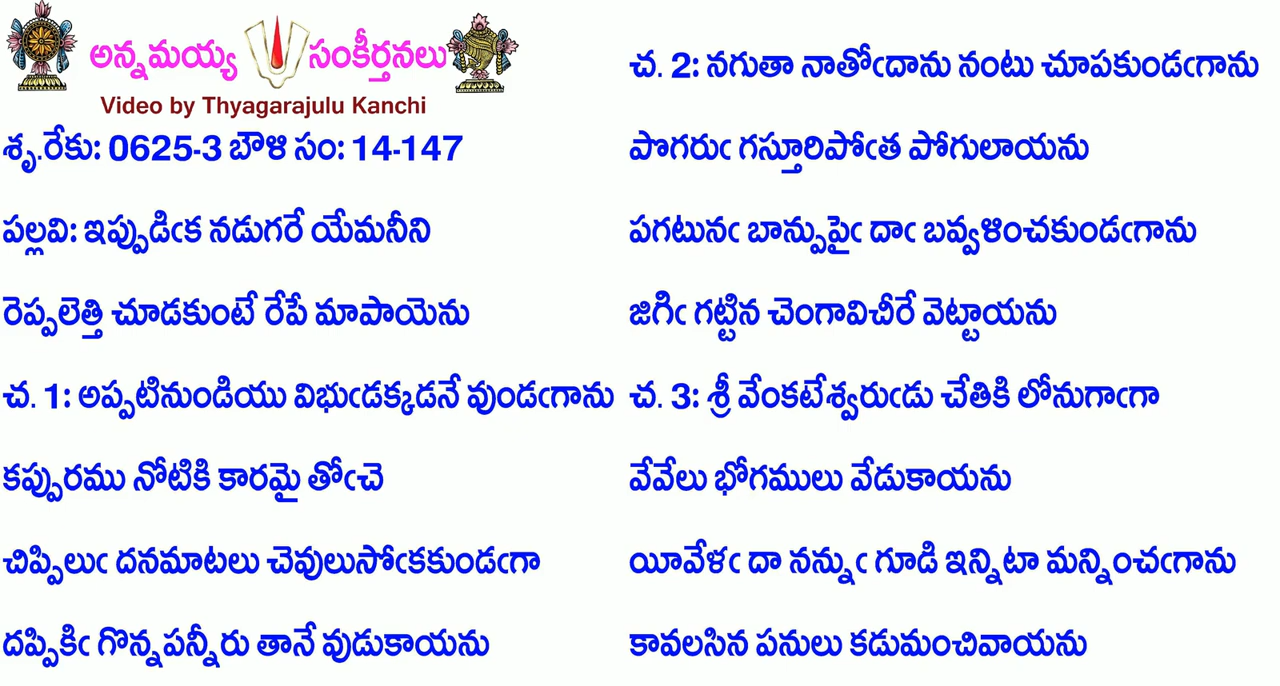 అన్నమయ్య సంకీర్తనలు
Video by Thyagarajulu Kanchi
శృ.రేకు: 0625-3 బౌళి సం: 14-147
పల్లవి: ఇప్పుడిఁక నడుగరే యేమనీని
రెప్పలెత్తి చూడకుంటే రేపే మాపాయెను
చ. 1: అప్పటినుండియు విభుఁడక్కడనే వుండఁగాను
కప్పురము నోటికి కారమై తోఁచె
చిప్పిలుఁ దనమాటలు చెవులుసోఁకకుండఁగా
దప్పికిఁ గొన్నపన్నీరు తానే వుడుకాయను
చ. 2: నగుతా నాతోఁదాను నంటు చూపకుండఁగాను
పొగరుఁ గస్తూరిపోఁత పోగులాయను
పగటునఁ బాన్పుపైఁ దాఁ బవ్వళించకుండఁగాను
జిగిఁ గట్టిన చెంగావిచీరే వెట్టాయను
చ. 3: శ్రీ వేంకటేశ్వరుఁడు చేతికి లోనుగాఁగా
వేవేలు భోగములు వేడుకాయను
యీవేళఁ దా నన్నుఁ గూడి ఇన్నిటా మన్నించఁగాను
కావలసిన పనులు కడుమంచివాయను